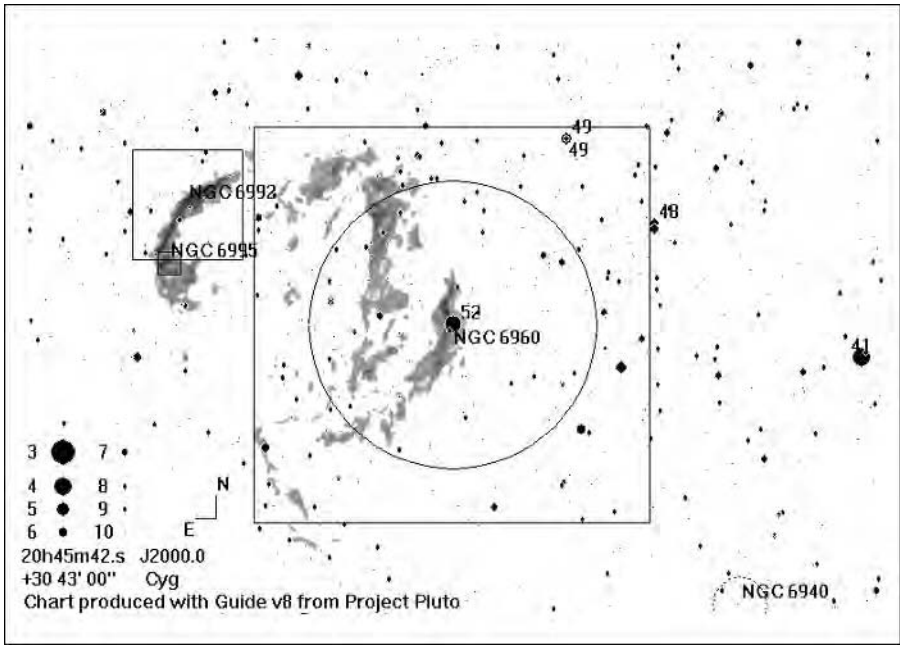 49
49
NGC 6992
48
NGC 6995
52
NGC 6960
41
3 7
4 8
5 9
6 10
N
E
20h45m42.s J2000.0
+30 43' 00" Cyg
Chart produced with Guide v8 from Project Pluto
NGC 6940